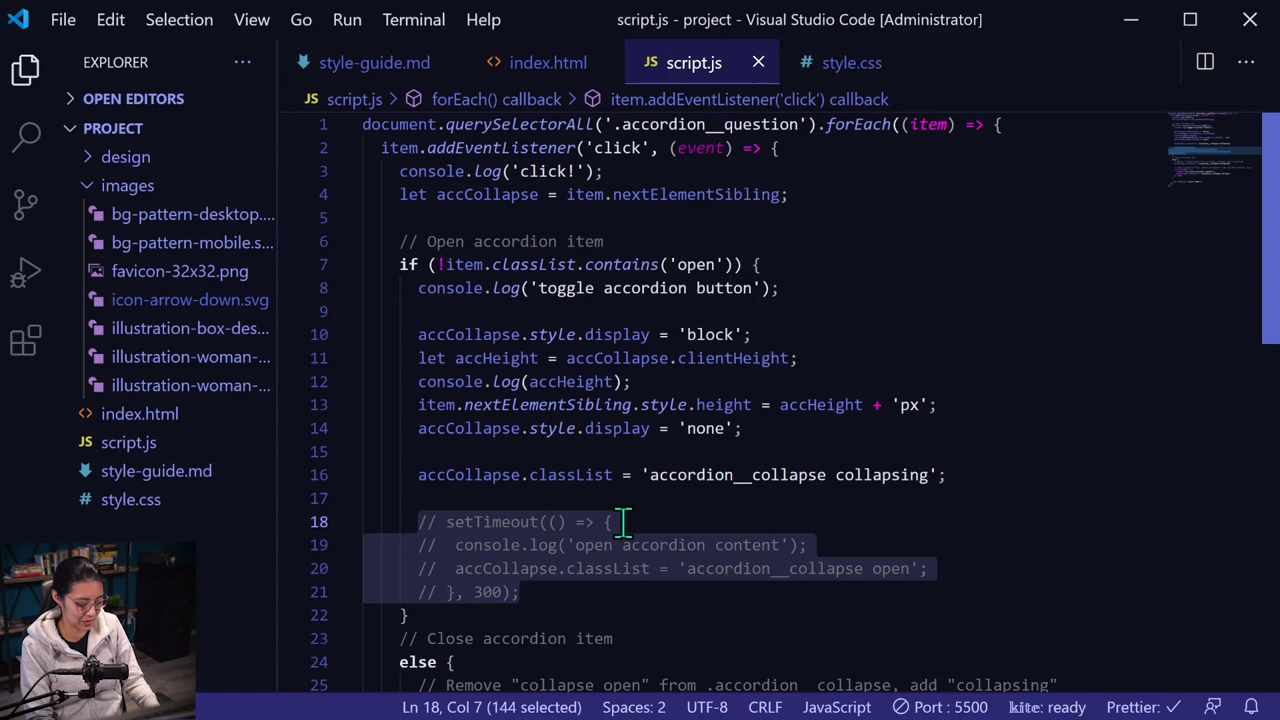 File Edit Selection View Go Run Terminal Help script.js - project - Visual Studio Code [Administrator]
EXPLORER
style-guide.md
index.html
script.js
style.css
OPEN EDITORS
script.js > forEach() callback > item.addEventListener('click') callback
PROJECT
design
images
bg-pattern-desktop....
bg-pattern-mobile.s...
favicon-32x32.png
icon-arrow-down.svg
illustration-box-des...
illustration-woman-...
illustration-woman-...
index.html
script.js
style-guide.md
style.css
1 document.querySelectorAll('.accordion__question').forEach((item) => {
2 item.addEventListener('click', (event) => {
3 console.log('clicked');
4 let accCollapse = item.nextElementSibling;
5
6 // Open accordion item
7 if (!item.classList.contains('open')) {
8 console.log('toggle accordion button');
9
10 accCollapse.style.display = 'block';
11 let accHeight = accCollapse.clientHeight;
12 console.log(accHeight);
13 item.nextElementSibling.style.height = accHeight + 'px';
14 accCollapse.style.display = 'none';
15
16 accCollapse.classList = 'accordion__collapse collapsing';
17
18 // setTimeout(() => {
19 // console.log('open accordion content');
20 // accCollapse.classList = 'accordion__collapse open';
21 // }, 300);
22 }
23 // Close accordion item
24 else {
25 // Remove "collapse open" from .accordion__collapse, add "collapsing"
Ln 18, Col 7 (144 selected) Spaces: 2 UTF-8 CRLF JavaScript Port : 5500 kite: ready Prettier: ✓